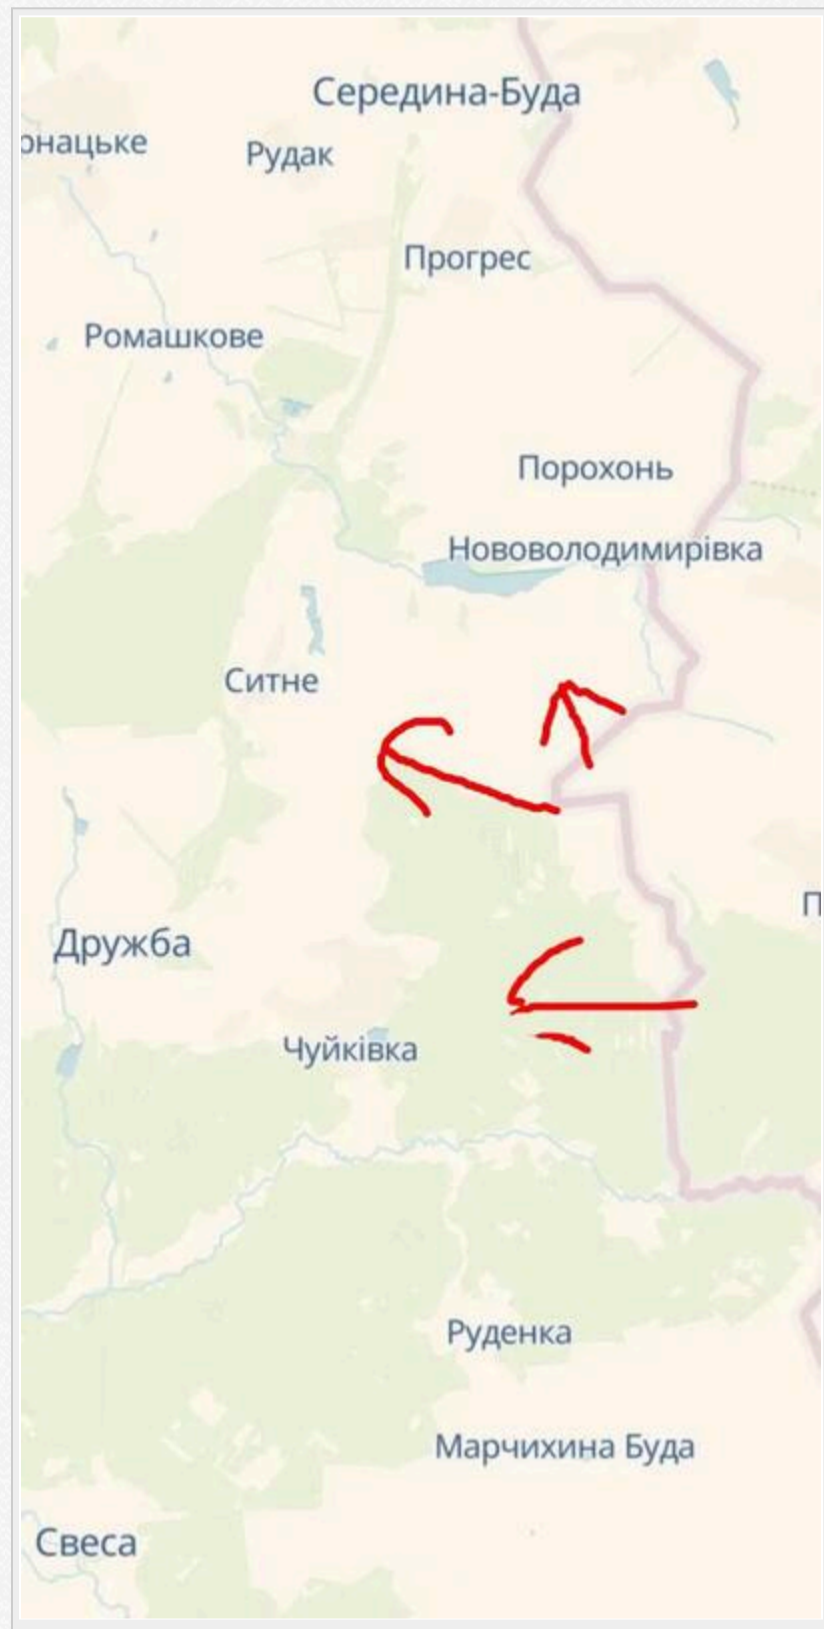 Середина-Буда
онацьке
Рудак
Прогрес
Ромашкове
Порохонь
Нововолодимирівка
Ситне
П
Дружба
Чуйківка
Руденка
Марчихина Буда
Свеса